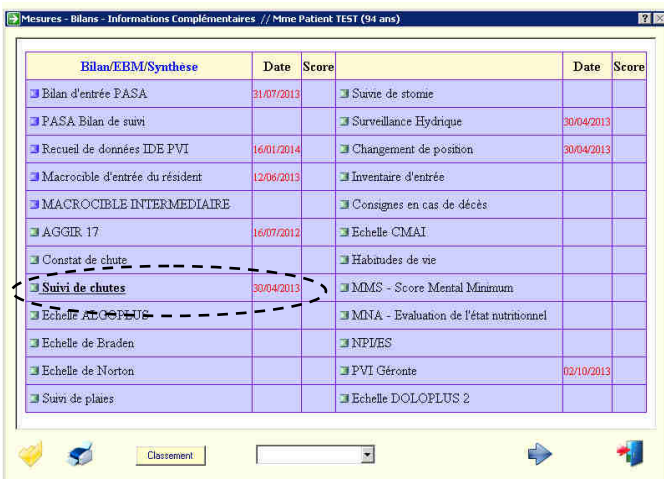 Mesures - Bilans - Informations Complémentaires // Mme Patient TEST (94 ans)
Bilan/EBM/Synthèse Date Score Date Score
Bilan d'entrée PASA 31/07/2013 Suivie de stomie
PASA Bilan de suivi Surveillance Hydrique 30/04/2013
Recueil de données IDE PVI 16/01/2014 Changement de position 30/04/2013
Macrocible d'entrée du résident 12/06/2013 Inventaire d'entrée
MACROCIBLE INTERMEDIAIRE Consignes en cas de décès
AGGIR 17 16/07/2012 Echelle CMAI
Constat de chute Habitudes de vie
Suivi de chutes 30/04/2013 MMS - Score Mental Minimum
Echelle ALGOPLUS MNA - Evaluation de l'état nutritionnel
Echelle de Braden NPI/ES
Echelle de Norton PVI Géronte 02/10/2013
Suivi de plaies Echelle DOLOPLUS 2
Classement